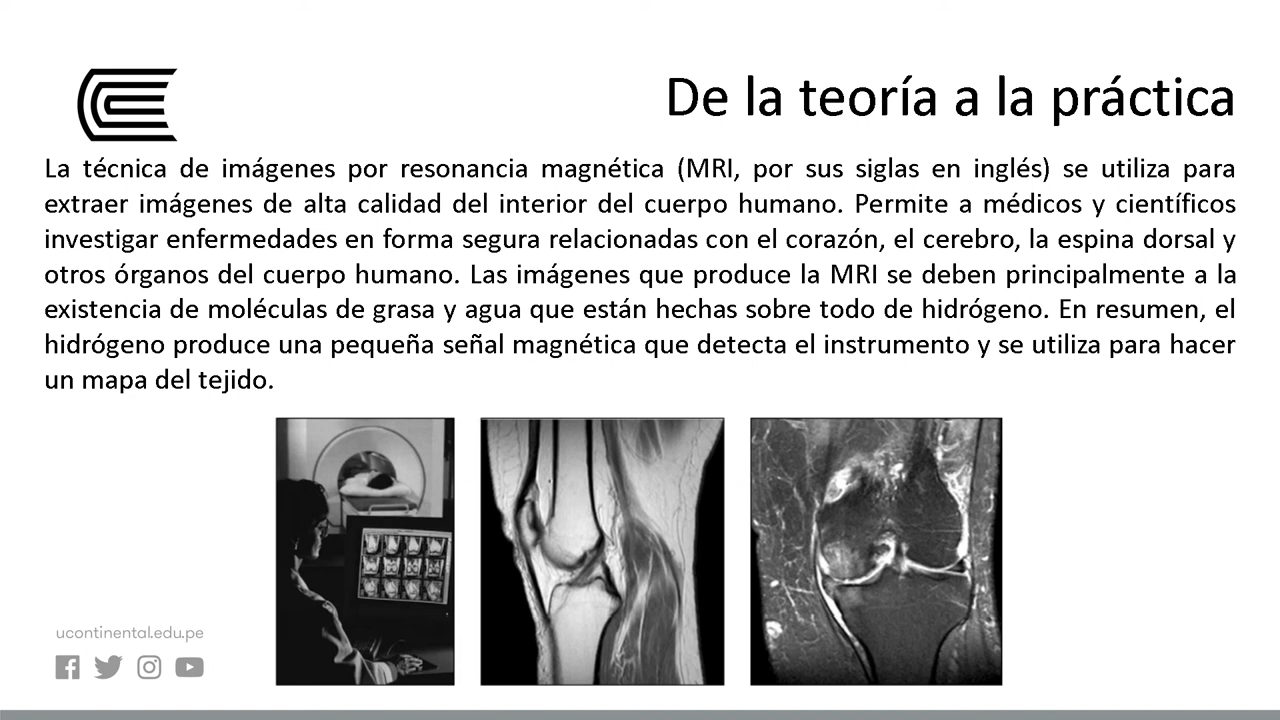 De la teoría a la práctica
La técnica de imágenes por resonancia magnética (MRI, por sus siglas en inglés) se utiliza para
extraer imágenes de alta calidad del interior del cuerpo humano. Permite a médicos y científicos
investigar enfermedades en forma segura relacionadas con el corazón, el cerebro, la espina dorsal y
otros órganos del cuerpo humano. Las imágenes que produce la MRI se deben principalmente a la
existencia de moléculas de grasa y agua que están hechas sobre todo de hidrógeno. En resumen, el
hidrógeno produce una pequeña señal magnética que detecta el instrumento y se utiliza para hacer
un mapa del tejido.
ucontinental.edu.pe